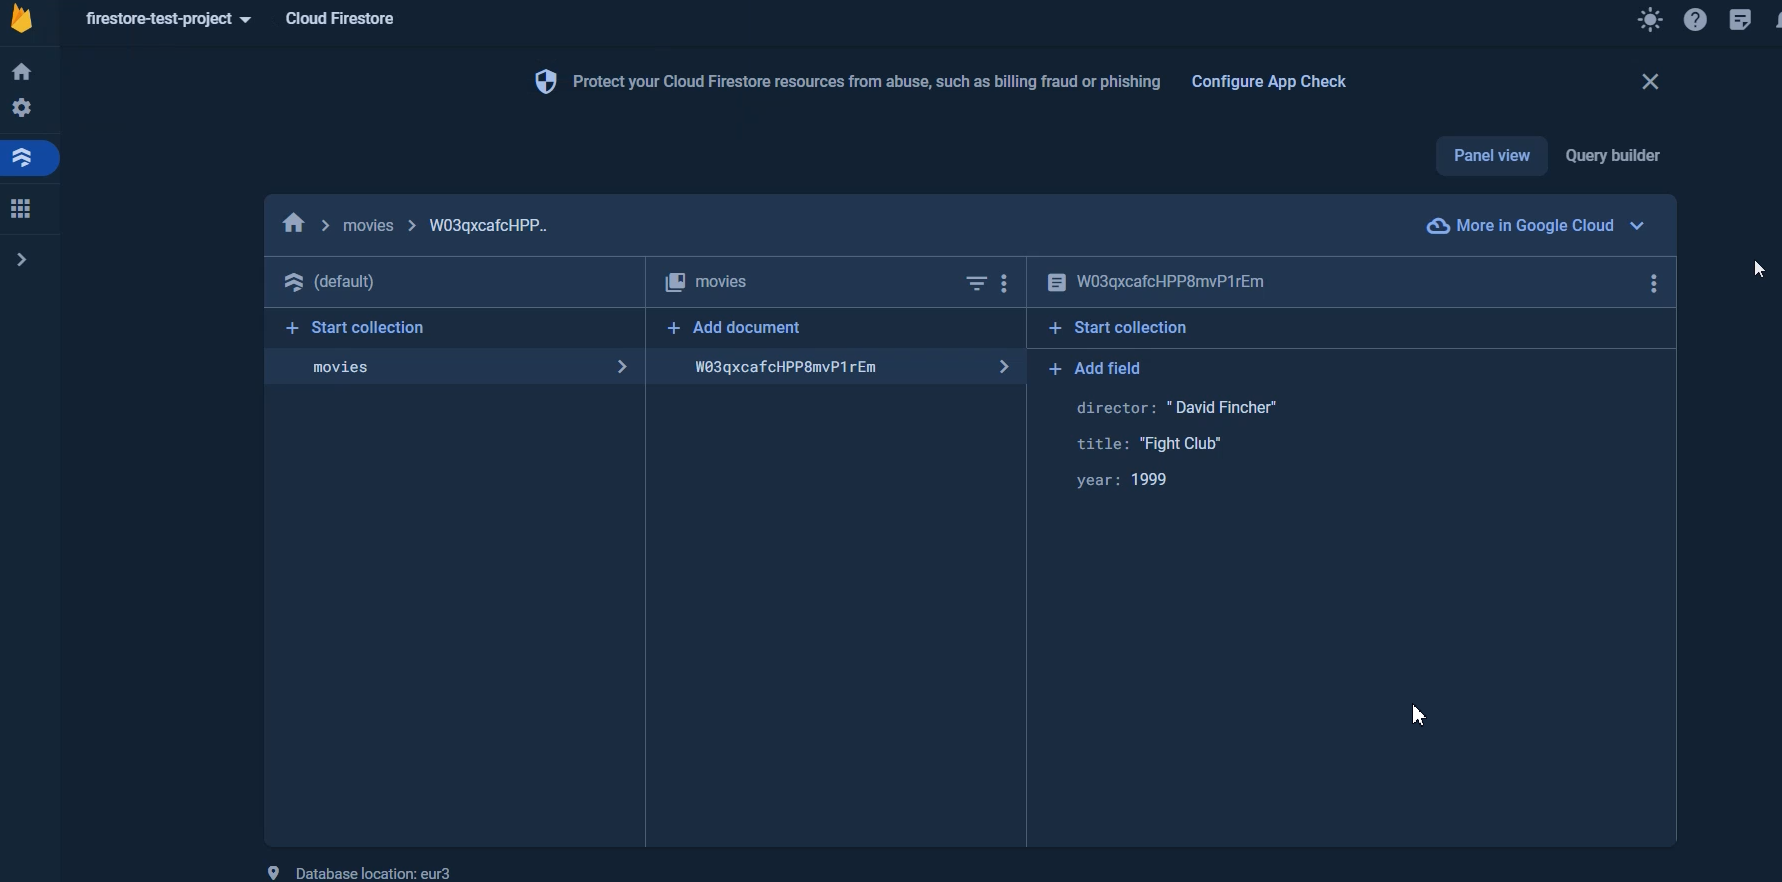 firestore-test-project Cloud Firestore
Protect your Cloud Firestore resources from abuse, such as billing fraud or phishing Configure App Check
Panel view Query builder
movies W03qxcafcHPP.. More in Google Cloud
(default) movies W03qxcafcHPP8mvP1rEm
+ Start collection + Add document + Start collection
movies W03qxcafcHPP8mvP1rEm + Add field
director: " David Fincher"
title: "Fight Club"
year: 1999
Database location: eur3